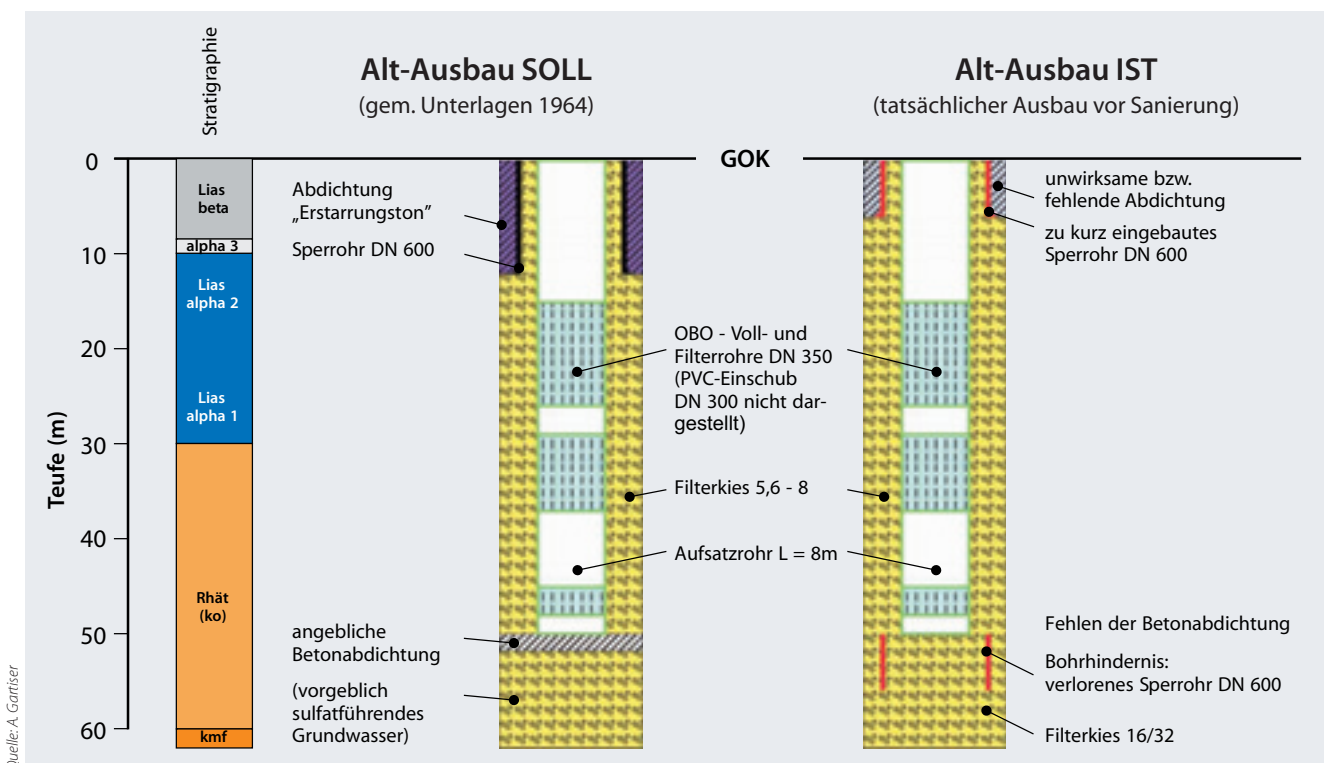 Stratigraphie
Alt-Ausbau SOLL
(gem. Unterlagen 1964)
Alt-Ausbau IST
(tatsächlicher Ausbau vor Sanierung)
GOK
Teufe (m)
0
10
20
30
40
50
60
Lias
beta
alpha 3
Lias
alpha 2
Lias
alpha 1
Rhät
(ko)
kmf
Abdichtung
„Erstarrungston”
Sperrohr DN 600
angebliche
Betonabdichtung
(vorgeblich
sulfatführendes
Grundwasser)
OBO - Voll- und
Filterrohre DN 350
(PVC-Einschub
DN 300 nicht dar-
gestellt)
Filterkies 5,6 - 8
Aufsatzrohr L = 8m
unwirksame bzw.
fehlende Abdichtung
zu kurz eingebautes
Sperrohr DN 600
Fehlen der Betonabdichtung
Bohrhindernis:
verlorenes Sperrohr DN 600
Filterkies 16/32
Quelle: A. Gartiser